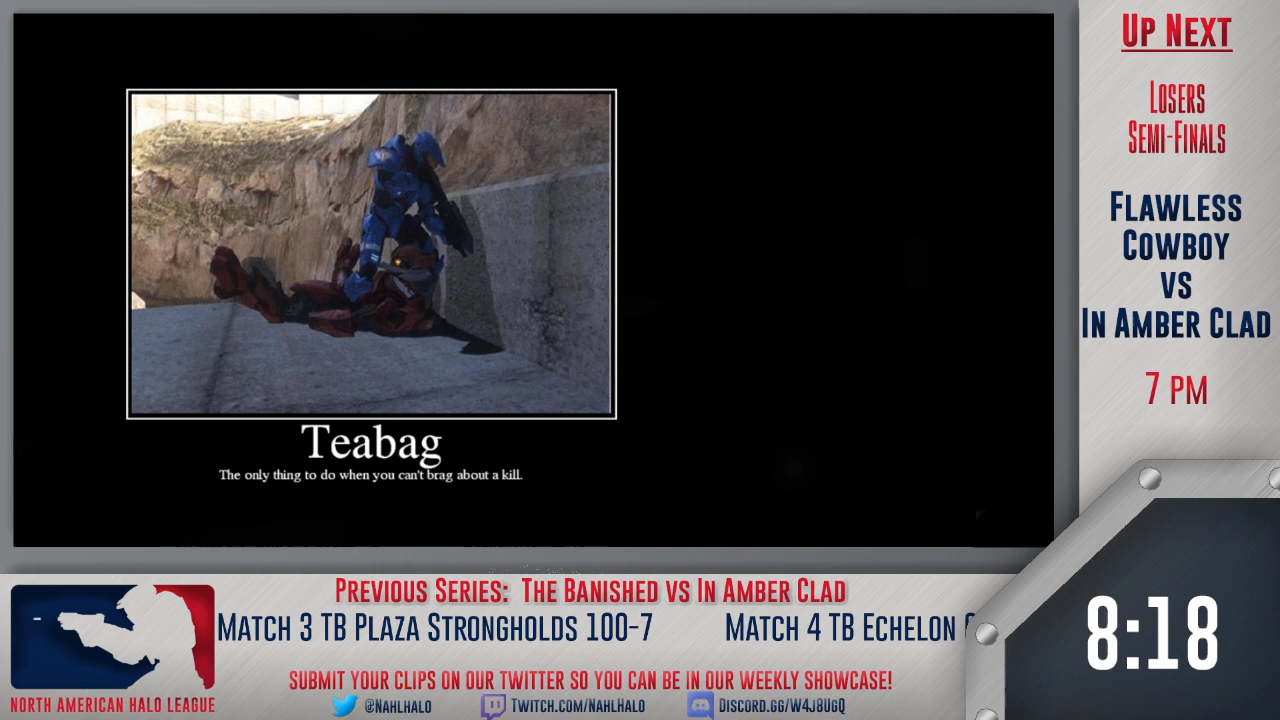 Up Next
Losers
Semi-Finals
Flawless
Cowboy
vs
In Amber Clad
7 PM
Teabag
The only thing to do when you can't brag about a kill.
Previous Series: The Banished vs In Amber Clad
Match 3 TB Plaza Strongholds 100-7 Match 4 TB Echelon
8:18
North American Halo League
Submit your clips on our Twitter so you can be in our weekly showcase!
@NahlHalo Twitch.com/NahlHalo Discord.gg/W4J8UgQ